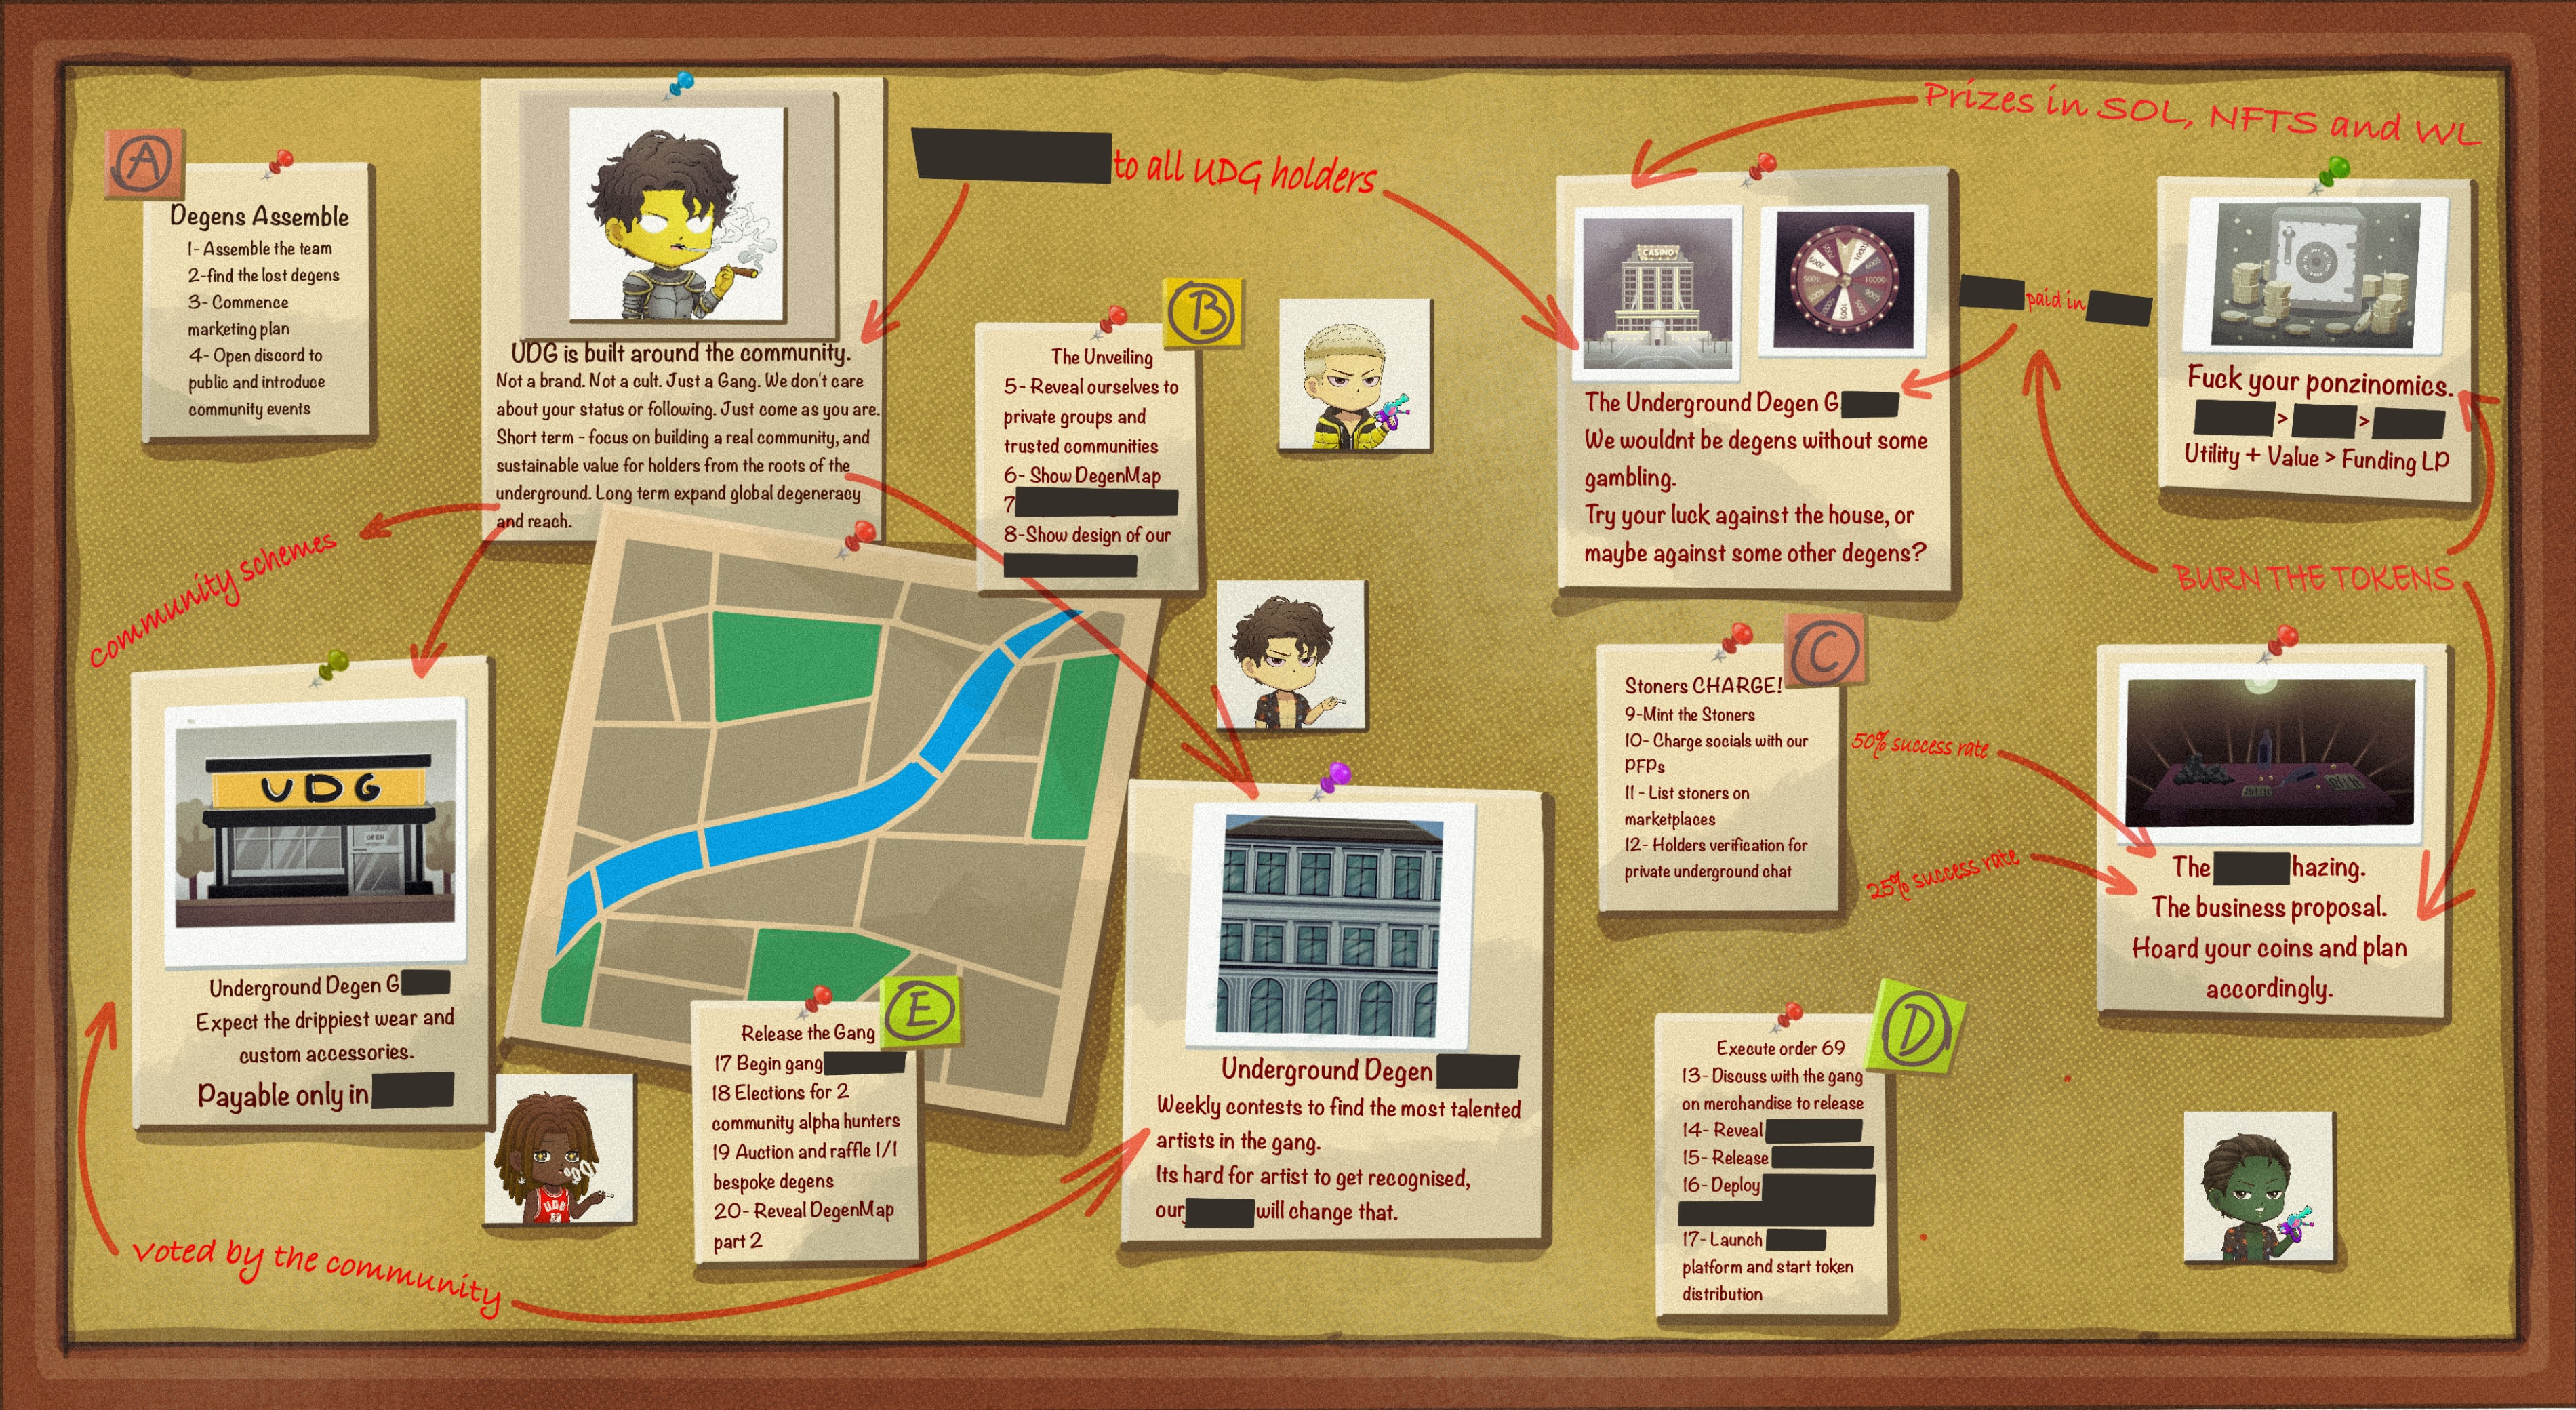 A
Degens Assemble
1- Assemble the team
2-find the lost degens
3- Commence
marketing plan
4- Open discord to
public and introduce
community events
UDG is built around the community.
Not a brand. Not a cult. Just a Gang. We don't care
about your status or following. Just come as you are.
Short term - focus on building a real community, and
sustainable value for holders from the roots of the
underground. Long term expand global degeneracy
and reach.
to all UDG holders
B
The Unveiling
5- Reveal ourselves to
private groups and
trusted communities
6- Show DegenMap
7
8-Show design of our
Prizes in SOL, NFTS and WL
CASINO
The Underground Degen G
We wouldnt be degens without some
gambling.
Try your luck against the house, or
maybe against some other degens?
paid in
Fuck your ponzinomics.
> >
Utility + Value > Funding LP
BURN THE TOKENS
community schemes
UDG
OPEN
Underground Degen G
Expect the drippiest wear and
custom accessories.
Payable only in
voted by the community
E
Release the Gang
17 Begin gang
18 Elections for 2
community alpha hunters
19 Auction and raffle 1/1
bespoke degens
20- Reveal DegenMap
part 2
Underground Degen
Weekly contests to find the most talented
artists in the gang.
Its hard for artist to get recognised,
our will change that.
C
Stoners CHARGE!
9-Mint the Stoners
10- Charge socials with our
PFPs
11 - List stoners on
marketplaces
12- Holders verification for
private underground chat
50% success rate
25% success rate
The hazing.
The business proposal.
Hoard your coins and plan
accordingly.
D
Execute order 69
13- Discuss with the gang
on merchandise to release
14- Reveal
15- Release
16- Deploy
17- Launch
platform and start token
distribution